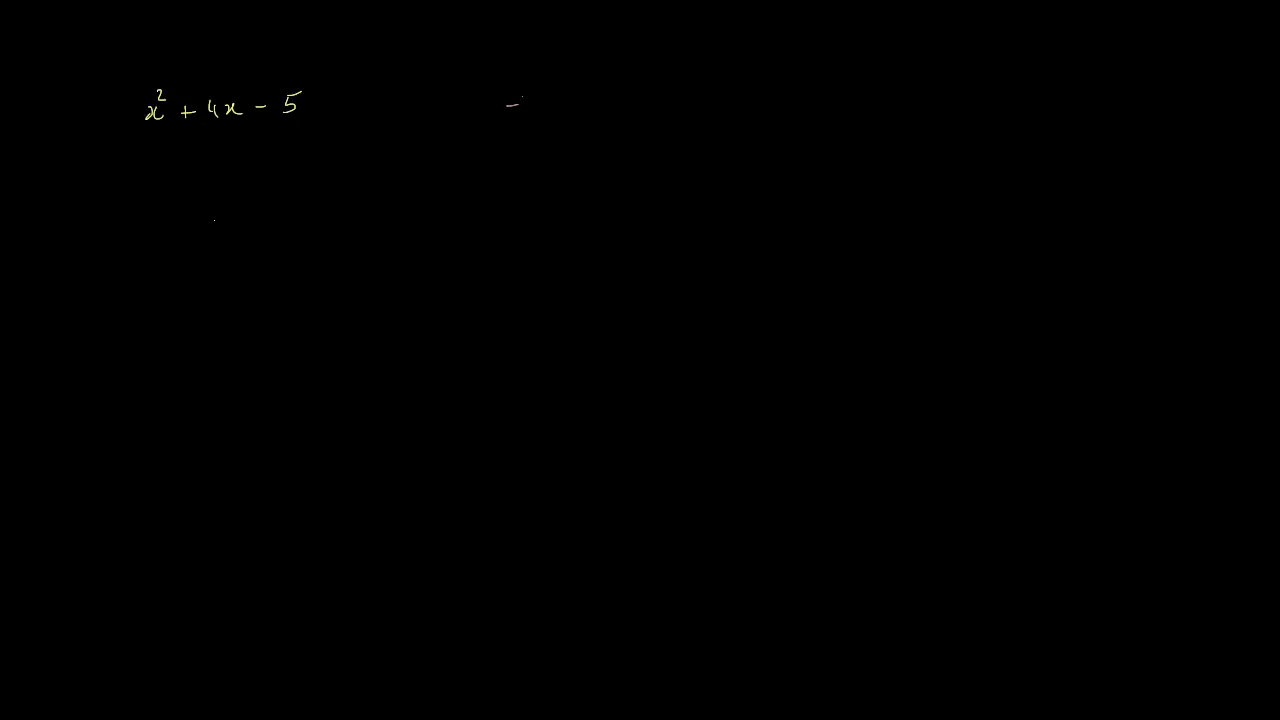 x² + 4x - 5 -